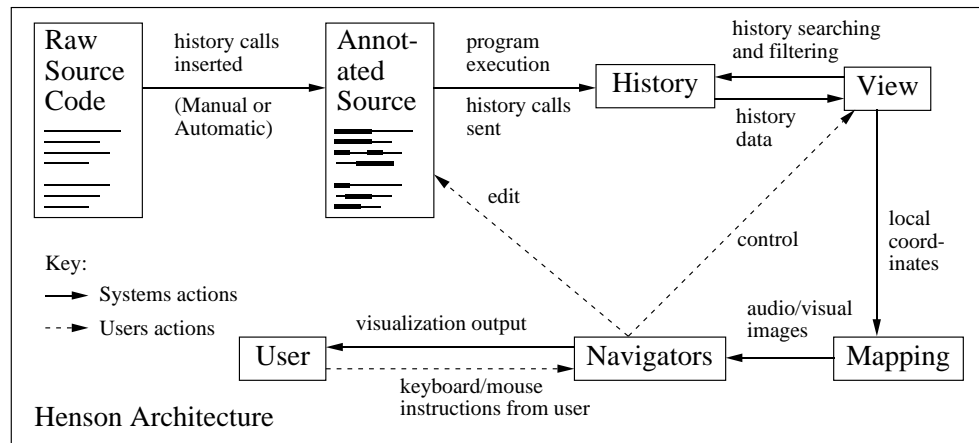 Raw
Source
Code
history calls
inserted
(Manual or
Automatic)
Annot-
ated
Source
program
execution
history calls
sent
History
history searching
and filtering
history
data
View
edit
control
local
coord-
inates
Key:
Systems actions
Users actions
visualization output
audio/visual
images
User
Navigators
Mapping
keyboard/mouse
instructions from user
Henson Architecture